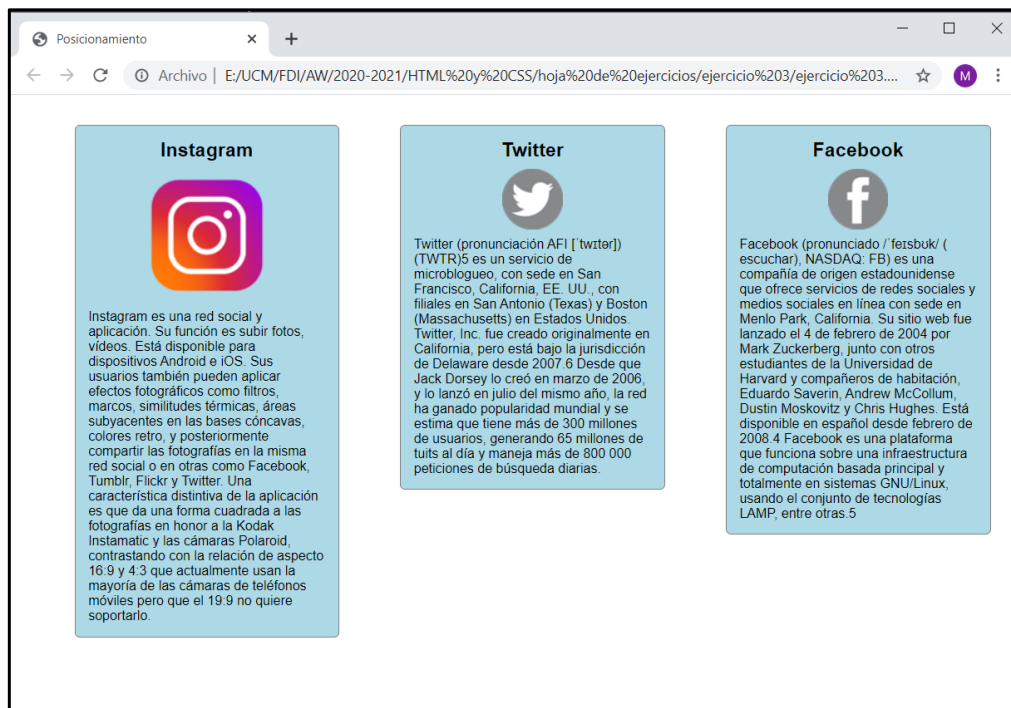 Posicionamiento
Archivo | E:/UCM/FDI/AW/2020-2021/HTML%20y%20CSS/hoja%20de%20ejercicios/ejercicio%203/ejercicio%203....
M
Instagram
Instagram es una red social y
aplicación. Su función es subir fotos,
vídeos. Está disponible para
dispositivos Android e iOS. Sus
usuarios también pueden aplicar
efectos fotográficos como filtros,
marcos, similitudes térmicas, áreas
subyacentes en las bases cóncavas,
colores retro, y posteriormente
compartir las fotografías en la misma
red social o en otras como Facebook,
Tumblr, Flickr y Twitter. Una
característica distintiva de la aplicación
es que da una forma cuadrada a las
fotografías en honor a la Kodak
Instamatic y las cámaras Polaroid,
contrastando con la relación de aspecto
16:9 y 4:3 que actualmente usan la
mayoría de las cámaras de teléfonos
móviles pero que el 19:9 no quiere
soportarlo.
Twitter
Twitter (pronunciación AFI [ˈtwɪtər])
(TWTR)5 es un servicio de
microblogueo, con sede en San
Francisco, California, EE. UU., con
filiales en San Antonio (Texas) y Boston
(Massachusetts) en Estados Unidos.
Twitter, Inc. fue creado originalmente en
California, pero está bajo la jurisdicción
de Delaware desde 2007.6 Desde que
Jack Dorsey lo creó en marzo de 2006,
y lo lanzó en julio del mismo año, la red
ha ganado popularidad mundial y se
estima que tiene más de 300 millones
de usuarios, generando 65 millones de
tuits al día y maneja más de 800 000
peticiones de búsqueda diarias.
Facebook
Facebook (pronunciado /ˈfeɪsbʊk/ (
escuchar), NASDAQ: FB) es una
compañía de origen estadounidense
que ofrece servicios de redes sociales y
medios sociales en línea con sede en
Menlo Park, California. Su sitio web fue
lanzado el 4 de febrero de 2004 por
Mark Zuckerberg, junto con otros
estudiantes de la Universidad de
Harvard y compañeros de habitación,
Eduardo Saverin, Andrew McCollum,
Dustin Moskovitz y Chris Hughes. Está
disponible en español desde febrero de
2008.4 Facebook es una plataforma
que funciona sobre una infraestructura
de computación basada principal y
totalmente en sistemas GNU/Linux,
usando el conjunto de tecnologías
LAMP, entre otras.5